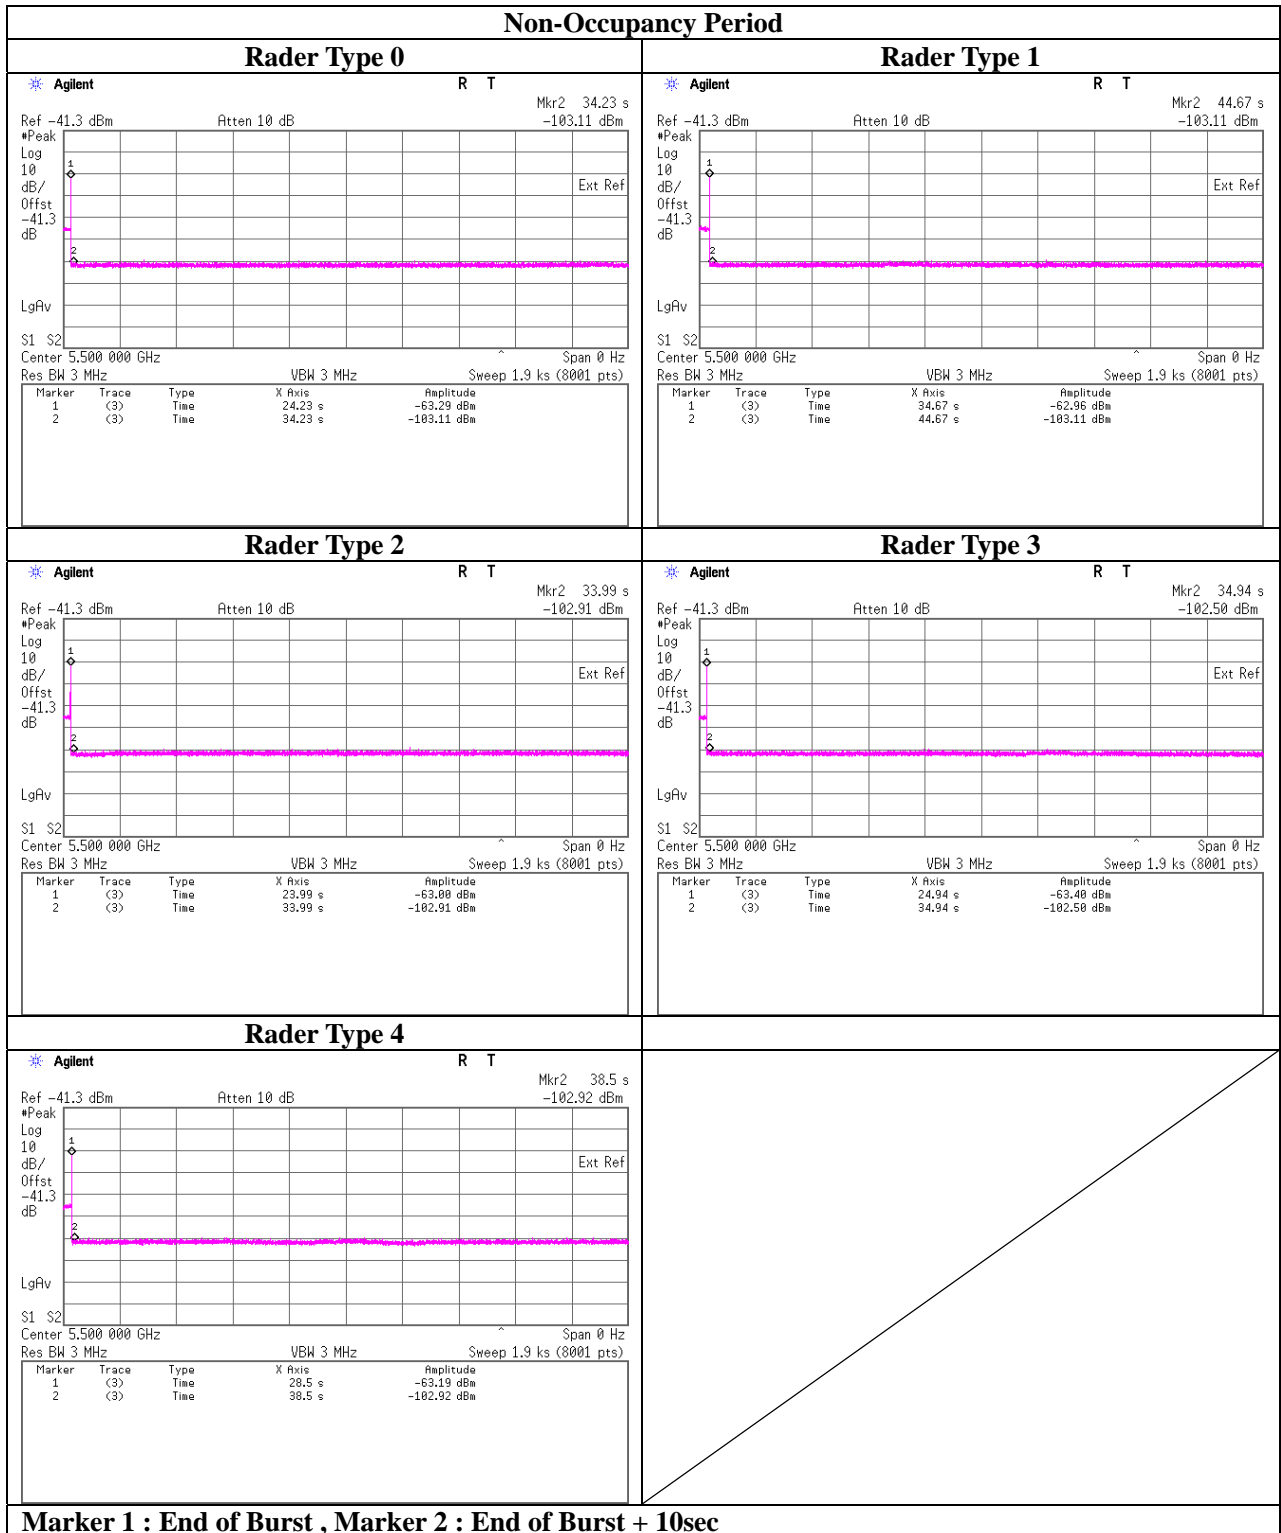 Non-Occupancy Period
Rader Type 0
Agilent
R T
Mkr2 34.23 s
Ref -41.3 dBm Atten 10 dB -103.11 dBm
#Peak
Log
1
10
dB/
Ext Ref
Offst
-41.3
dB
2
LgAv
S1 S2
Center 5.500 000 GHz ^ Span 0 Hz
Res BW 3 MHz VBW 3 MHz Sweep 1.9 ks (8001 pts)
Marker Trace Type X Axis Amplitude
1 (3) Time 24.23 s -63.29 dBm
2 (3) Time 34.23 s -103.11 dBm
Rader Type 1
Agilent
R T
Mkr2 44.67 s
Ref -41.3 dBm Atten 10 dB -103.11 dBm
#Peak
Log
1
10
dB/
Ext Ref
Offst
-41.3
dB
2
LgAv
S1 S2
Center 5.500 000 GHz ^ Span 0 Hz
Res BW 3 MHz VBW 3 MHz Sweep 1.9 ks (8001 pts)
Marker Trace Type X Axis Amplitude
1 (3) Time 34.67 s -62.96 dBm
2 (3) Time 44.67 s -103.11 dBm
Rader Type 2
Agilent
R T
Mkr2 33.99 s
Ref -41.3 dBm Atten 10 dB -102.91 dBm
#Peak
Log
1
10
dB/
Ext Ref
Offst
-41.3
dB
2
LgAv
S1 S2
Center 5.500 000 GHz ^ Span 0 Hz
Res BW 3 MHz VBW 3 MHz Sweep 1.9 ks (8001 pts)
Marker Trace Type X Axis Amplitude
1 (3) Time 23.99 s -63.00 dBm
2 (3) Time 33.99 s -102.91 dBm
Rader Type 3
Agilent
R T
Mkr2 34.94 s
Ref -41.3 dBm Atten 10 dB -102.50 dBm
#Peak
Log
1
10
dB/
Ext Ref
Offst
-41.3
dB
2
LgAv
S1 S2
Center 5.500 000 GHz ^ Span 0 Hz
Res BW 3 MHz VBW 3 MHz Sweep 1.9 ks (8001 pts)
Marker Trace Type X Axis Amplitude
1 (3) Time 24.94 s -63.40 dBm
2 (3) Time 34.94 s -102.50 dBm
Rader Type 4
Agilent
R T
Mkr2 38.5 s
Ref -41.3 dBm Atten 10 dB -102.92 dBm
#Peak
Log
1
10
dB/
Ext Ref
Offst
-41.3
dB
2
LgAv
S1 S2
Center 5.500 000 GHz ^ Span 0 Hz
Res BW 3 MHz VBW 3 MHz Sweep 1.9 ks (8001 pts)
Marker Trace Type X Axis Amplitude
1 (3) Time 28.5 s -63.19 dBm
2 (3) Time 38.5 s -102.92 dBm
Marker 1 : End of Burst , Marker 2 : End of Burst + 10sec